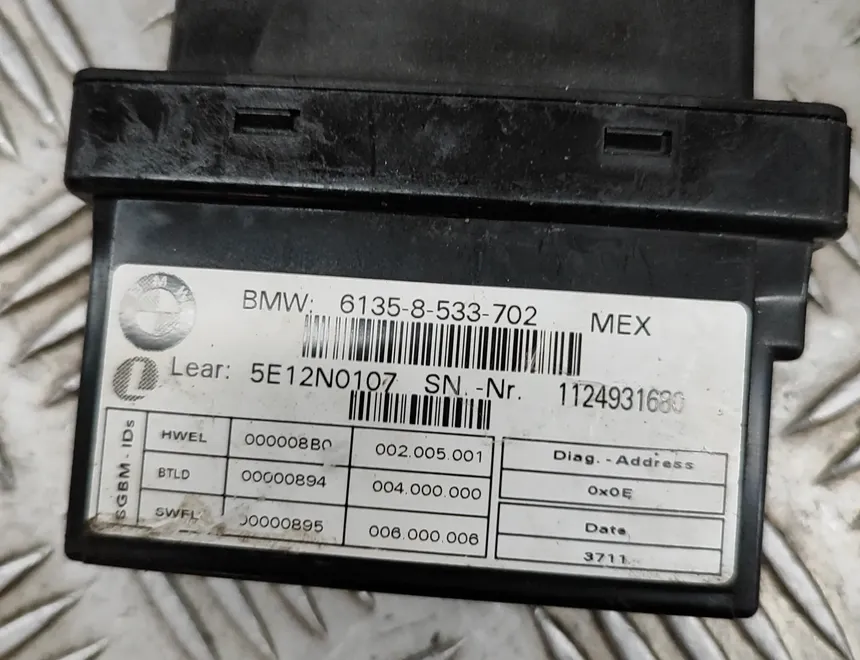 BMW: 6135-8-533-702 MEX
Lear: 5E12N0107 SN.-Nr. 1124931680
SGBM-IDs
HWEL 000008B0 002.005.001
BTLD 00000894 004.000.000
SWFL 00000895 006.000.006
Diag.-Address
0x0E
Date
3711